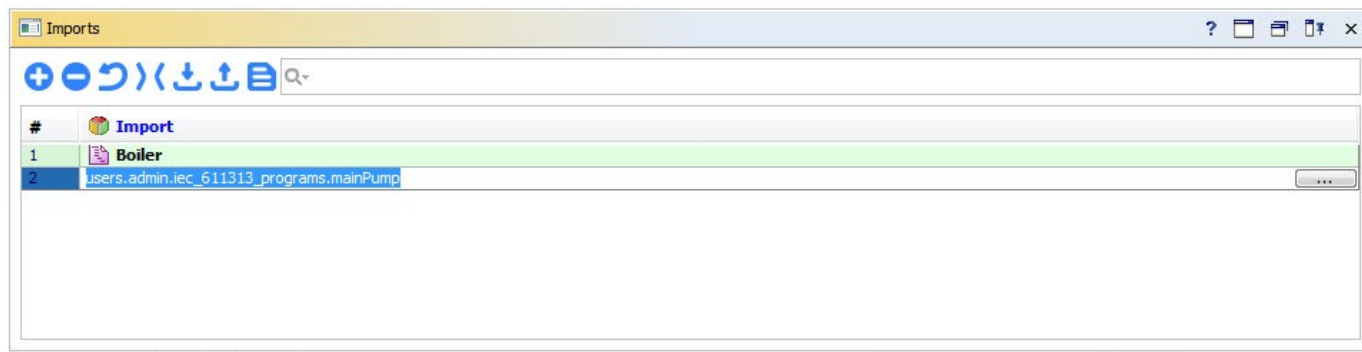 Imports
# Import
1 Boiler
2 users.admin.iec_611313_programs.mainPump ...